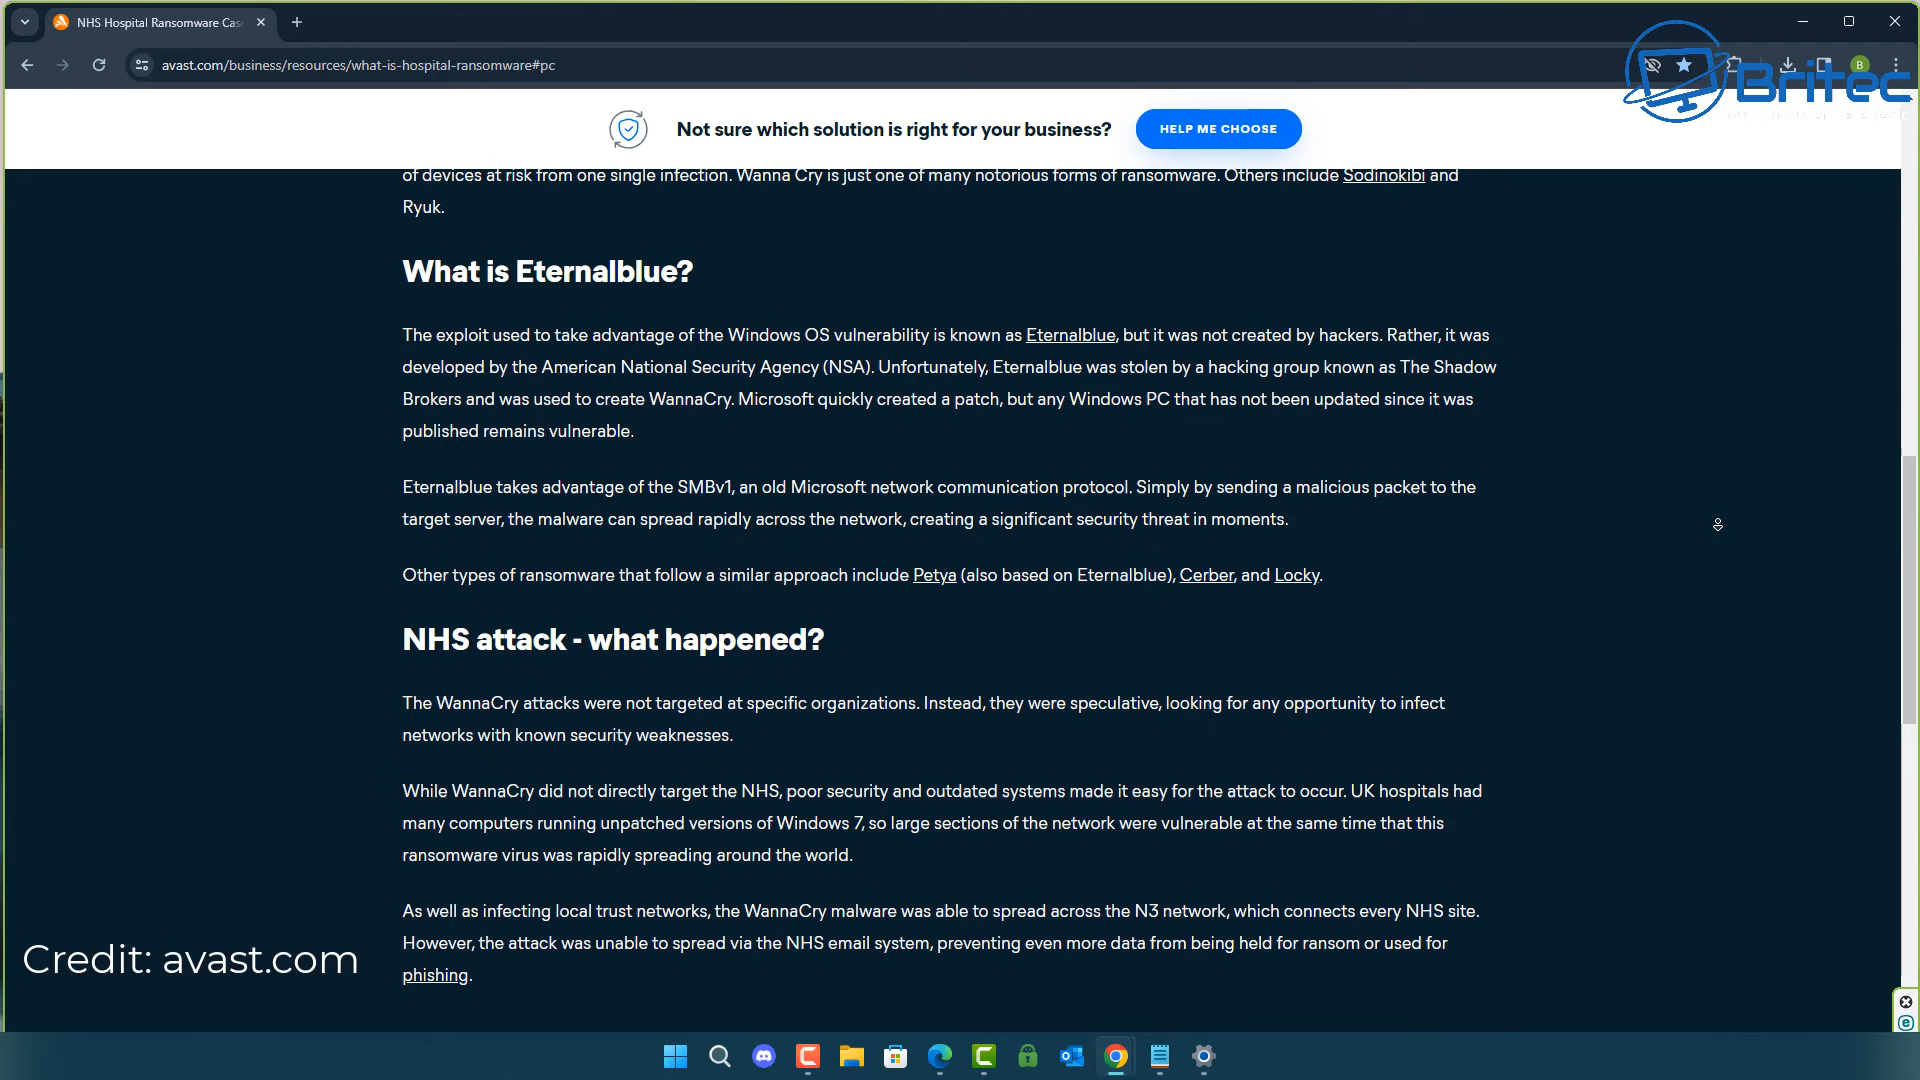 NHS Hospital Ransomware Cas
avast.com/business/resources/what-is-hospital-ransomware#pc
B
Britec
Not sure which solution is right for your business?
HELP ME CHOOSE
of devices at risk from one single infection. Wanna Cry is just one of many notorious forms of ransomware. Others include Sodinokibi and
Ryuk.
What is Eternalblue?
The exploit used to take advantage of the Windows OS vulnerability is known as Eternalblue, but it was not created by hackers. Rather, it was
developed by the American National Security Agency (NSA). Unfortunately, Eternalblue was stolen by a hacking group known as The Shadow
Brokers and was used to create WannaCry. Microsoft quickly created a patch, but any Windows PC that has not been updated since it was
published remains vulnerable.
Eternalblue takes advantage of the SMBv1, an old Microsoft network communication protocol. Simply by sending a malicious packet to the
target server, the malware can spread rapidly across the network, creating a significant security threat in moments.
Other types of ransomware that follow a similar approach include Petya (also based on Eternalblue), Cerber, and Locky.
NHS attack - what happened?
The WannaCry attacks were not targeted at specific organizations. Instead, they were speculative, looking for any opportunity to infect
networks with known security weaknesses.
While WannaCry did not directly target the NHS, poor security and outdated systems made it easy for the attack to occur. UK hospitals had
many computers running unpatched versions of Windows 7, so large sections of the network were vulnerable at the same time that this
ransomware virus was rapidly spreading around the world.
As well as infecting local trust networks, the WannaCry malware was able to spread across the N3 network, which connects every NHS site.
However, the attack was unable to spread via the NHS email system, preventing even more data from being held for ransom or used for
phishing.
Credit: avast.com